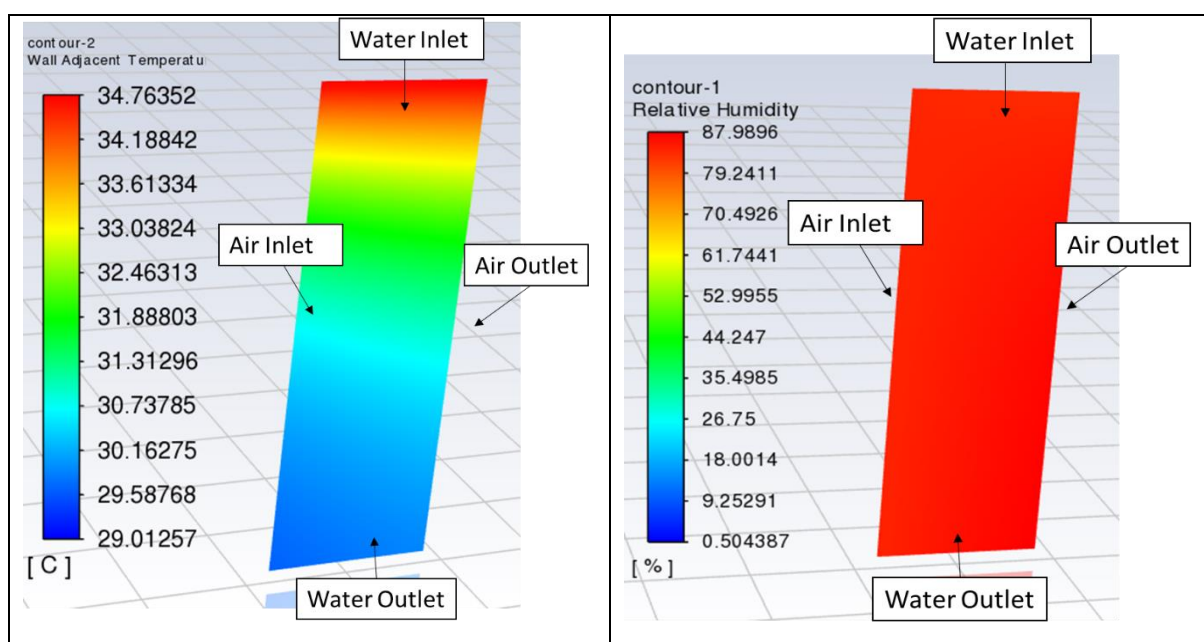 contour-2
Wall Adjacent Temperatu
34.76352
34.18842
33.61334
33.03824
32.46313
31.88803
31.31296
30.73785
30.16275
29.58768
29.01257
[ C ]
Water Inlet
Air Inlet
Air Outlet
Water Outlet
contour-1
Relative Humidity
87.9896
79.2411
70.4926
61.7441
52.9955
44.247
35.4985
26.75
18.0014
9.25291
0.504387
[ % ]
Water Inlet
Air Inlet
Air Outlet
Water Outlet